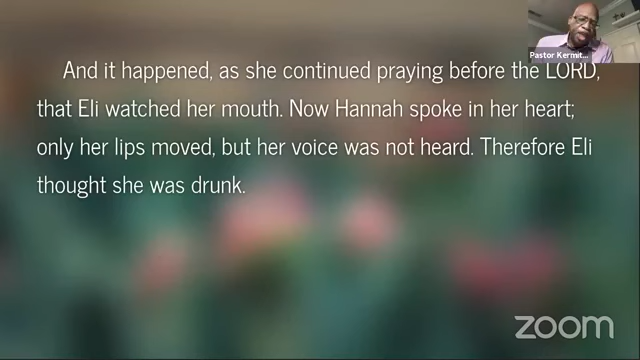 Pastor Kermit...
And it happened, as she continued praying before the LORD,
that Eli watched her mouth. Now Hannah spoke in her heart;
only her lips moved, but her voice was not heard. Therefore Eli
thought she was drunk.
zoom